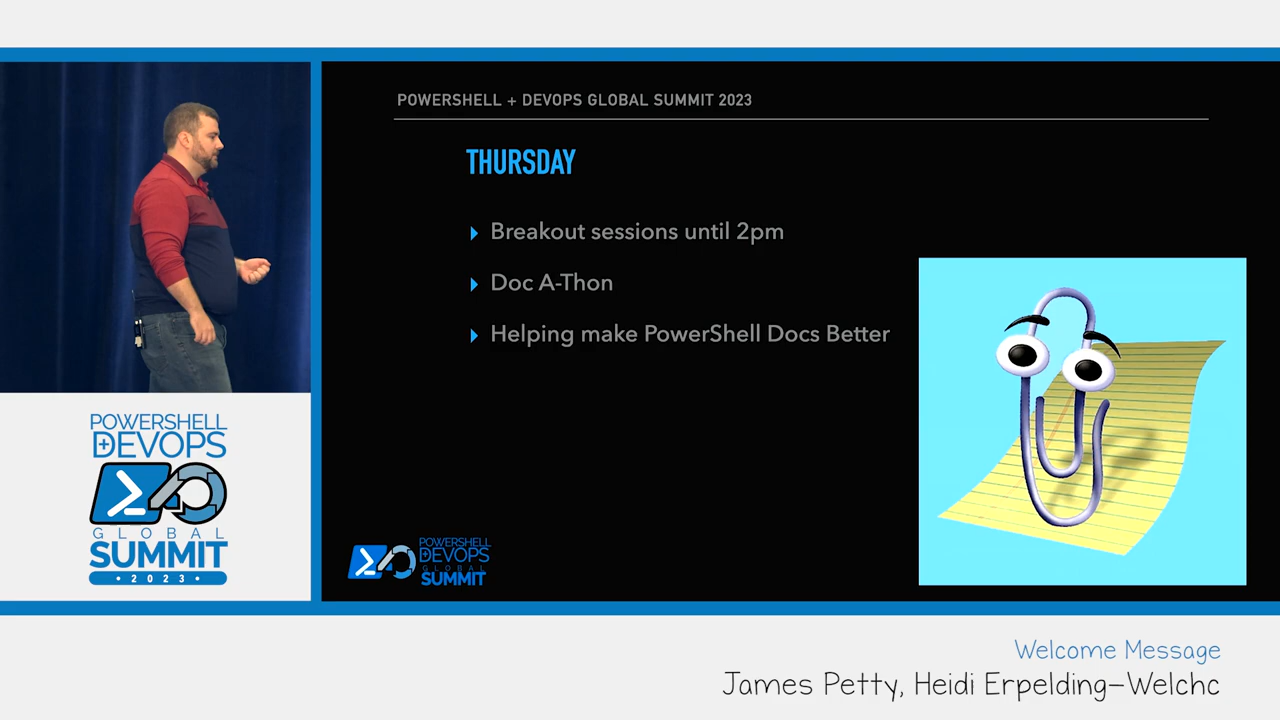 POWERSHELL + DEVOPS GLOBAL SUMMIT 2023
THURSDAY
Breakout sessions until 2pm
Doc A-Thon
Helping make PowerShell Docs Better
POWERSHELL
DEVOPS
GLOBAL
SUMMIT
• 2023 •
POWERSHELL
DEVOPS
GLOBAL
SUMMIT
Welcome Message
James Petty, Heidi Erpelding-Welchc